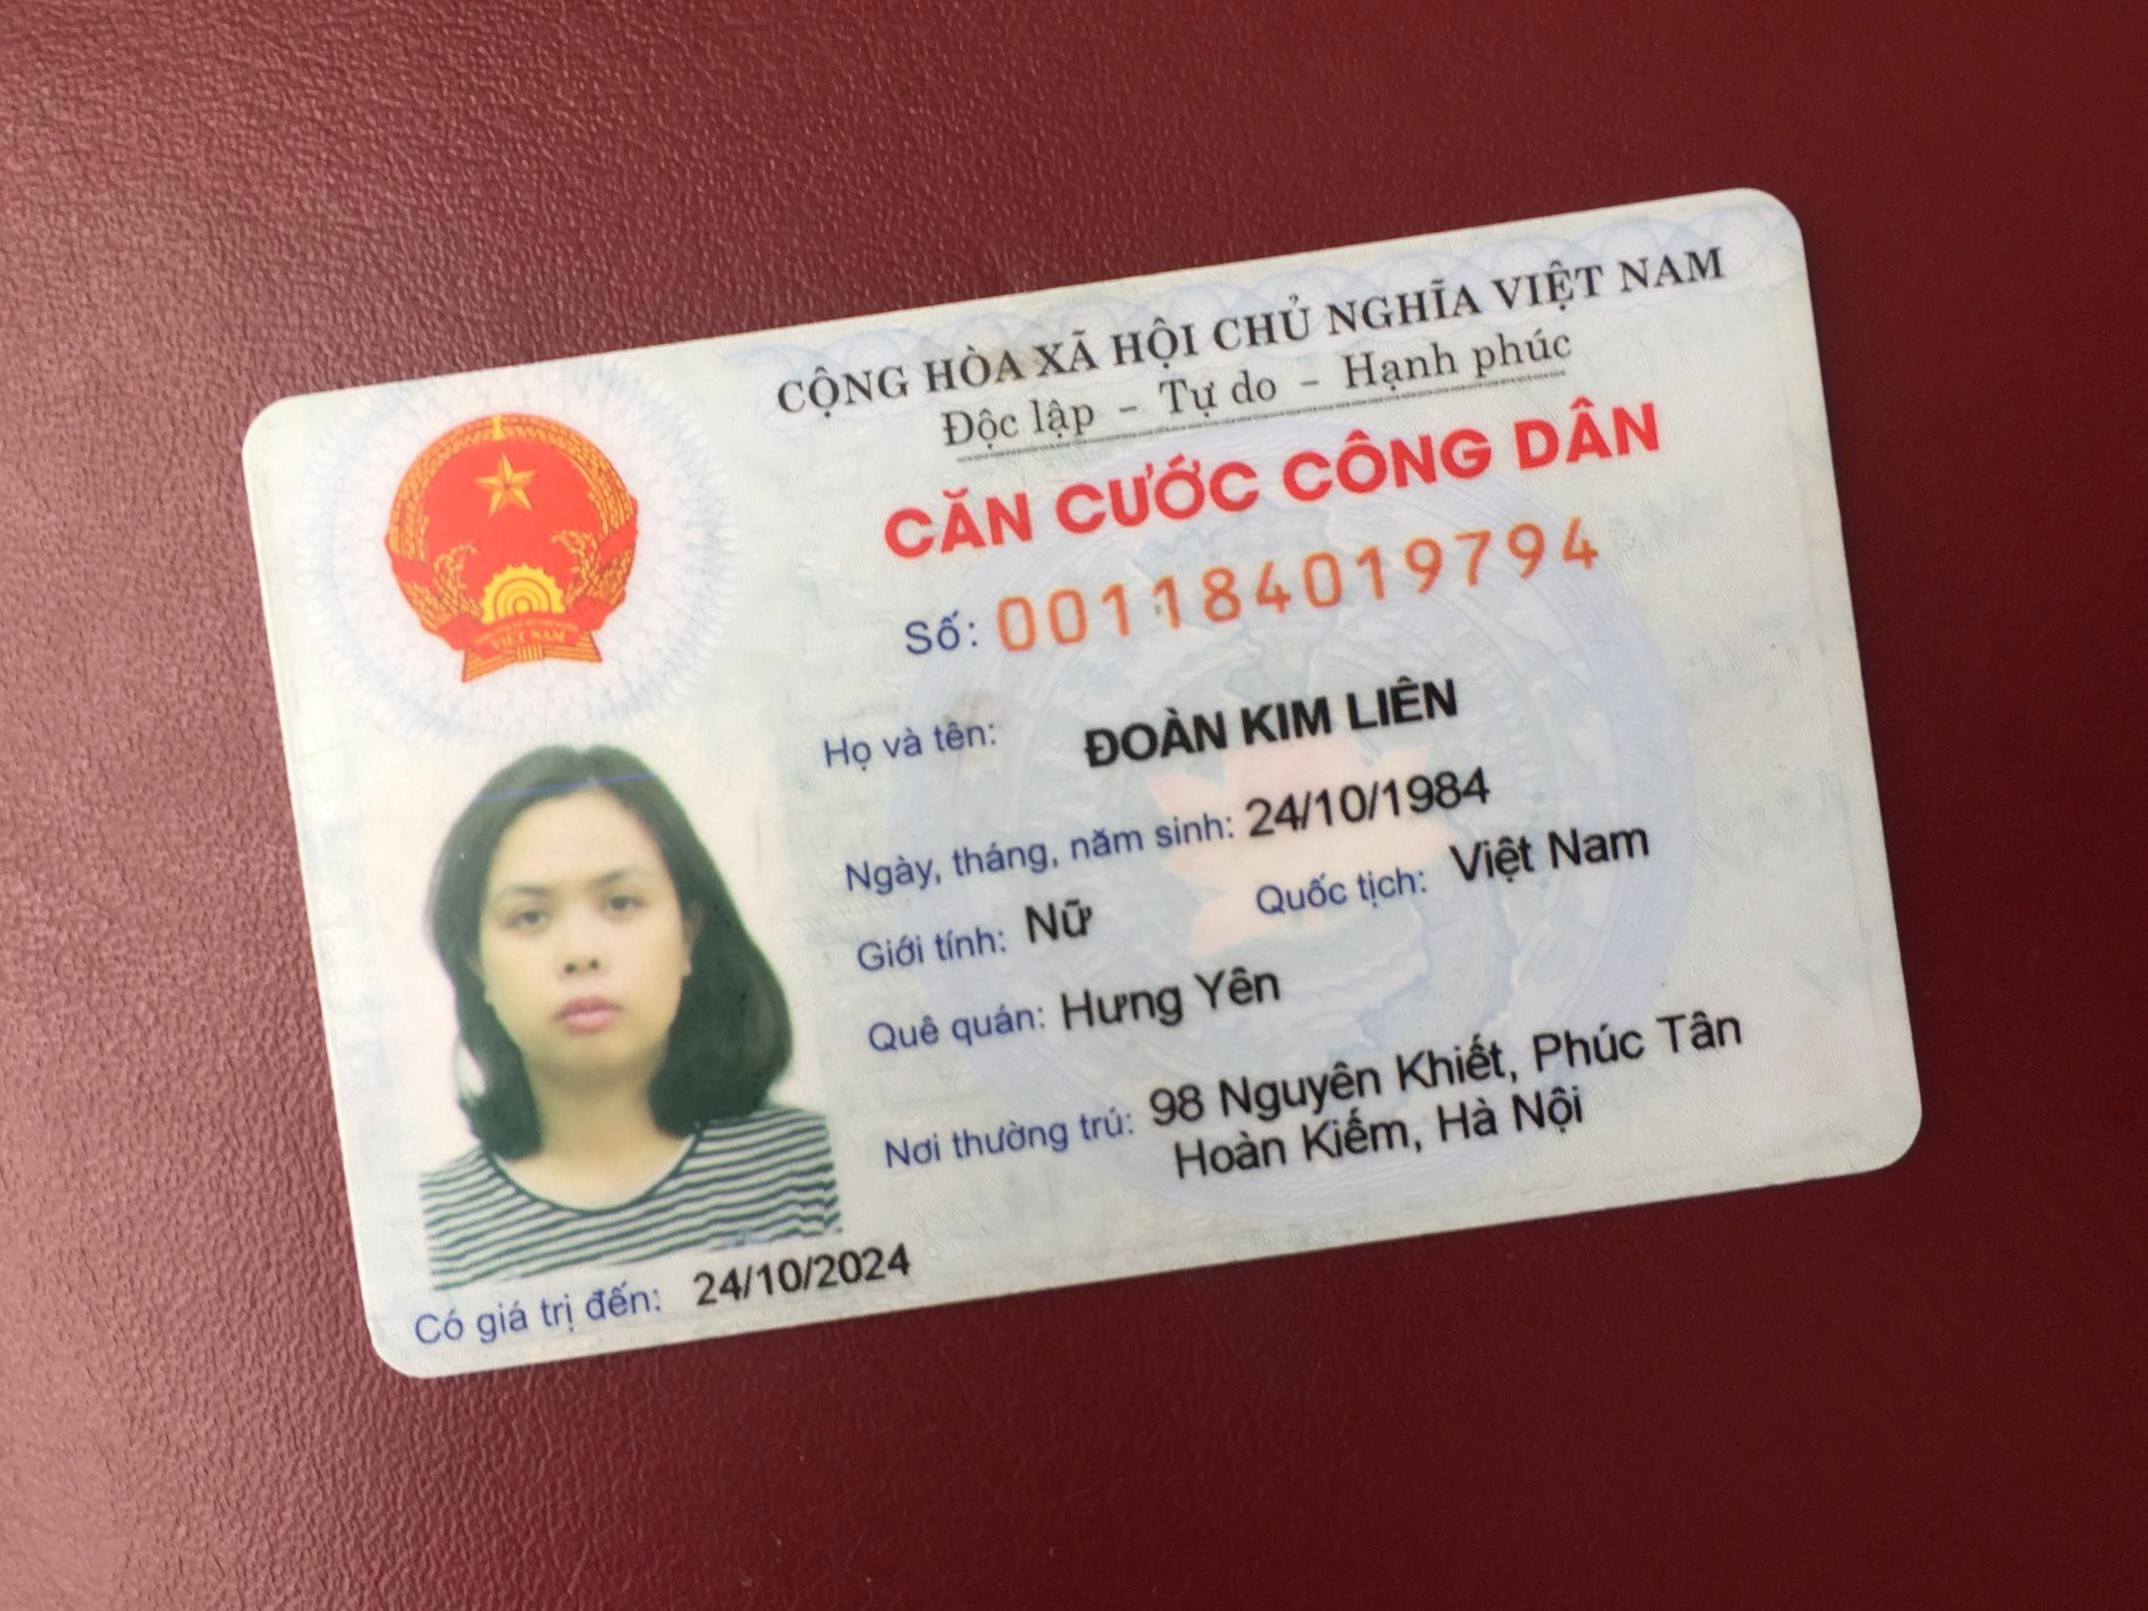 CỘNG HÒA XÃ HỘI CHỦ NGHĨA VIỆT NAM
Độc lập - Tự do - Hạnh phúc
CĂN CƯỚC CÔNG DÂN
Số: 001184019794
Họ và tên: ĐOÀN KIM LIÊN
Ngày, tháng, năm sinh: 24/10/1984
Giới tính: Nữ Quốc tịch: Việt Nam
Quê quán: Hưng Yên
Nơi thường trú: 98 Nguyên Khiết, Phúc Tân
Hoàn Kiếm, Hà Nội
Có giá trị đến: 24/10/2024
VIỆT NAM